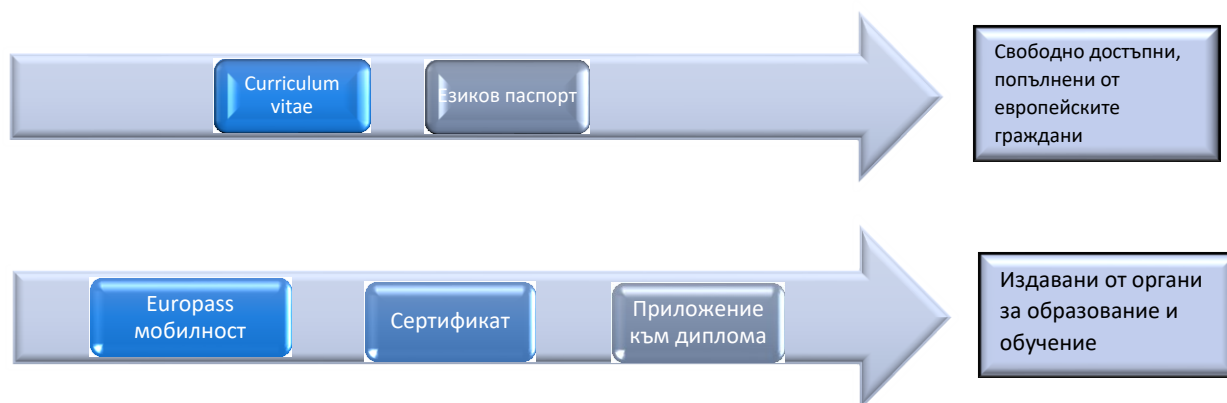 Curriculum
vitae
Езиков паспорт
Свободно достъпни,
попълнени от
европейските
граждани
Europass
мобилност
Сертификат
Приложение
към диплома
Издавани от органи
за образование и
обучение